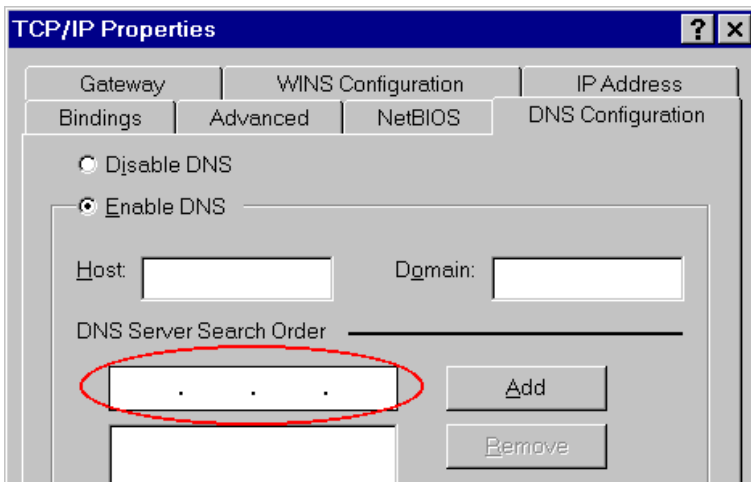 TCP/IP Properties
Gateway WINS Configuration IP Address
Bindings Advanced NetBIOS DNS Configuration
Disable DNS
Enable DNS
Host: Domain:
DNS Server Search Order
. . . Add
Remove